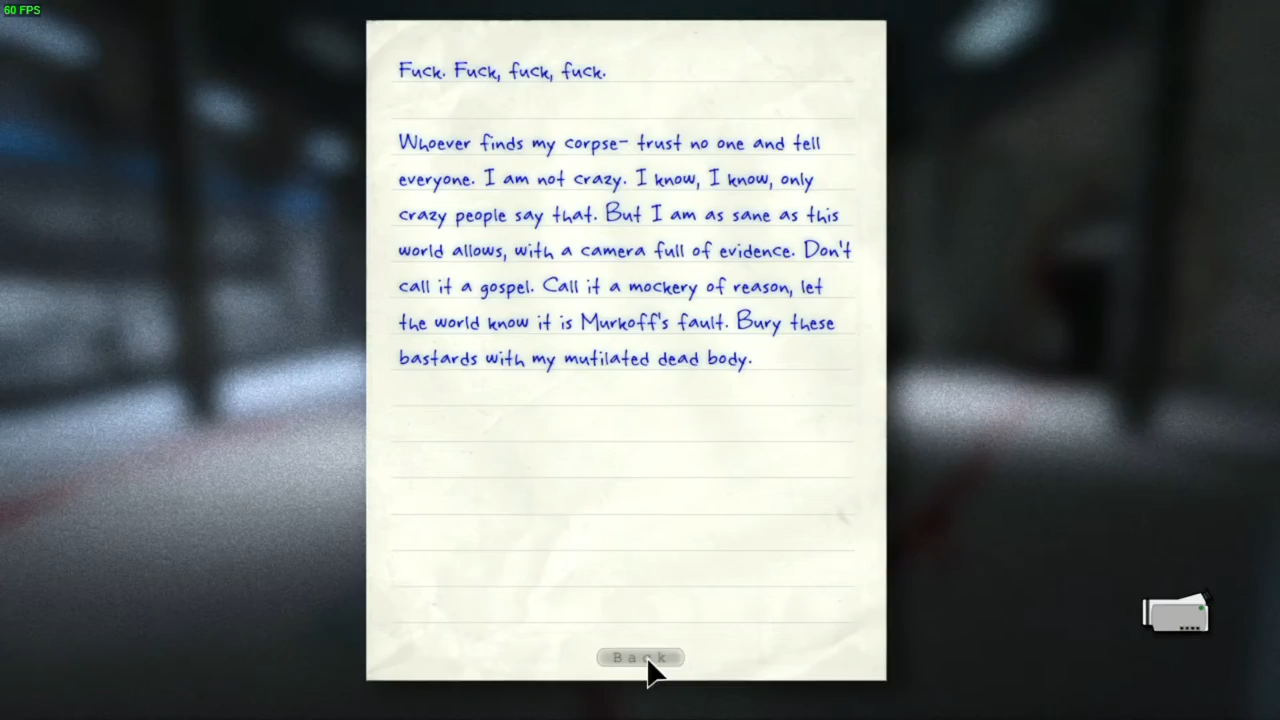 60 FPS
Fuck. Fuck, fuck, fuck.
Whoever finds my corpse- trust no one and tell
everyone. I am not crazy. I know, I know, only
crazy people say that. But I am as sane as this
world allows, with a camera full of evidence. Don't
call it a gospel. Call it a mockery of reason, let
the world know it is Murkoff's fault. Bury these
bastards with my mutilated dead body.
Back